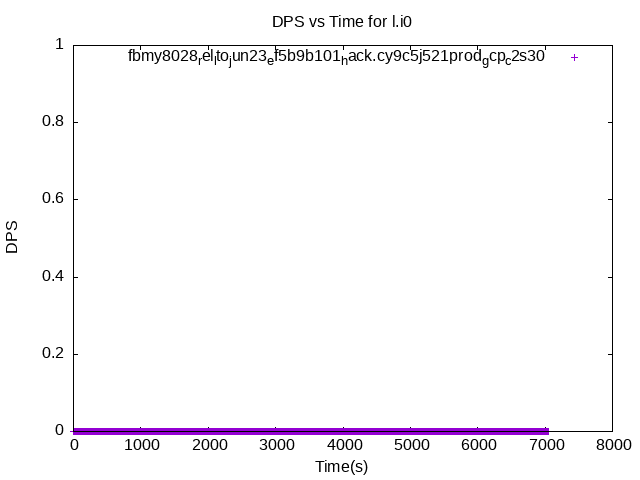 DPS vs Time for l.i0
fbmy8028relltojun23ef5b9b101hack.cy9c5j521prodgcpc2s30
1
0.8
0.6
0.4
0.2
0
DPS
0 1000 2000 3000 4000 5000 6000 7000 8000
Time(s)